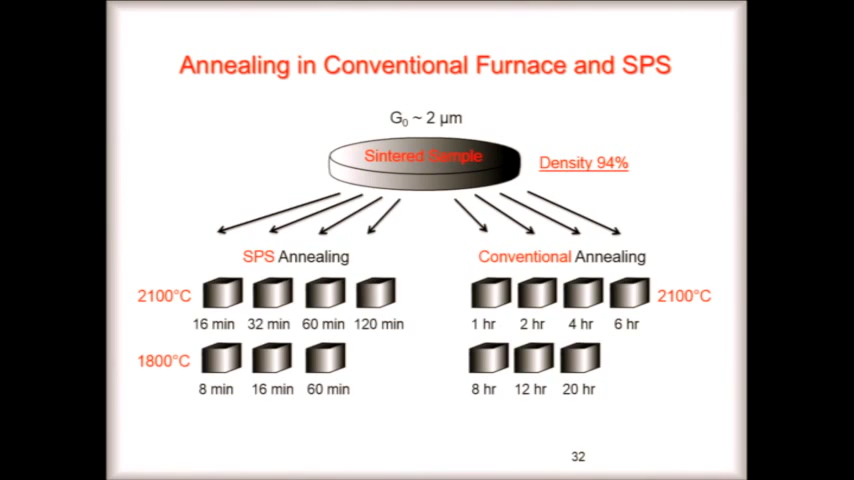 Annealing in Conventional Furnace and SPS
G₀ ~ 2 µm
Sintered Sample
Density 94%
SPS Annealing
Conventional Annealing
2100°C
16 min 32 min 60 min 120 min
1 hr 2 hr 4 hr 6 hr
2100°C
1800°C
8 min 16 min 60 min
8 hr 12 hr 20 hr
32